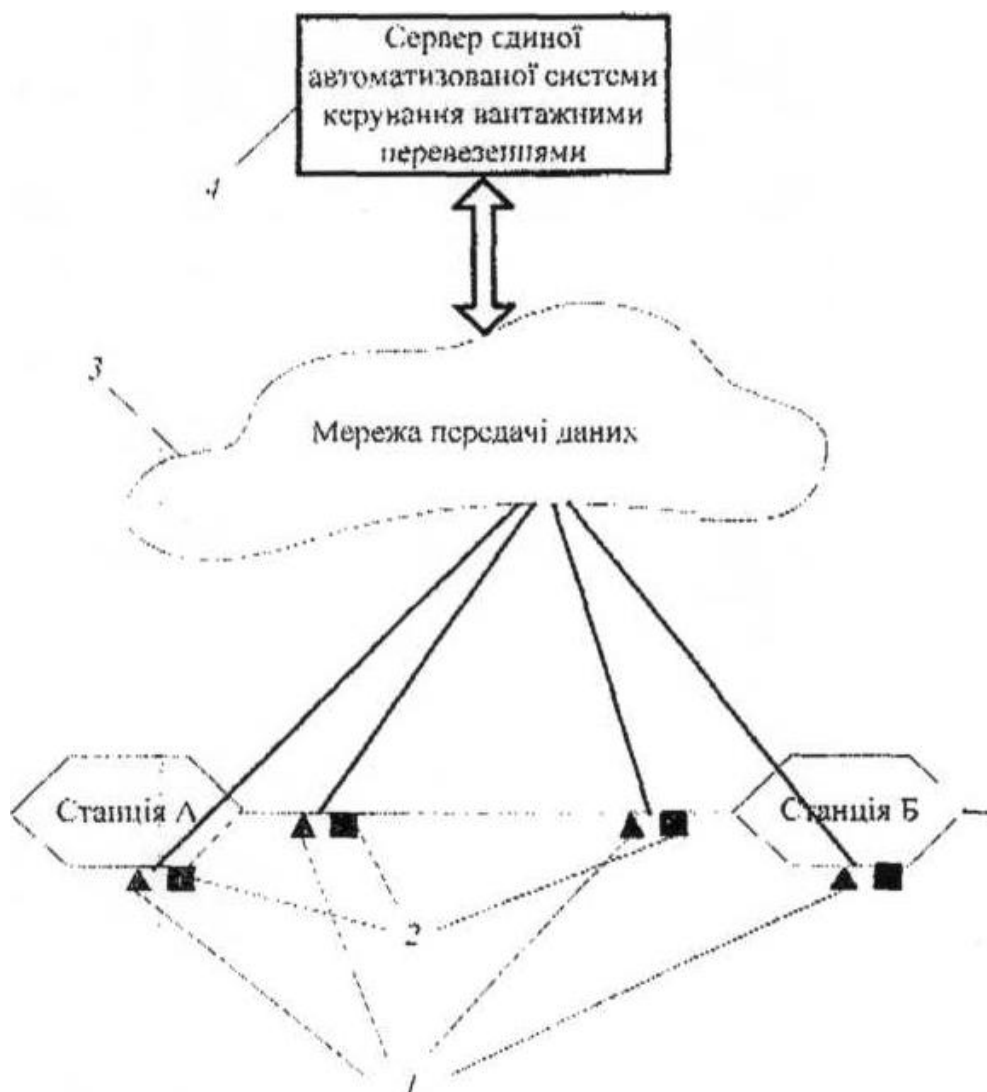 Сервер єдиної
автоматизованої системи
керування вантажними
перевезеннями
4
3
Мережа передачі даних
Станція А
Станція Б
2
1